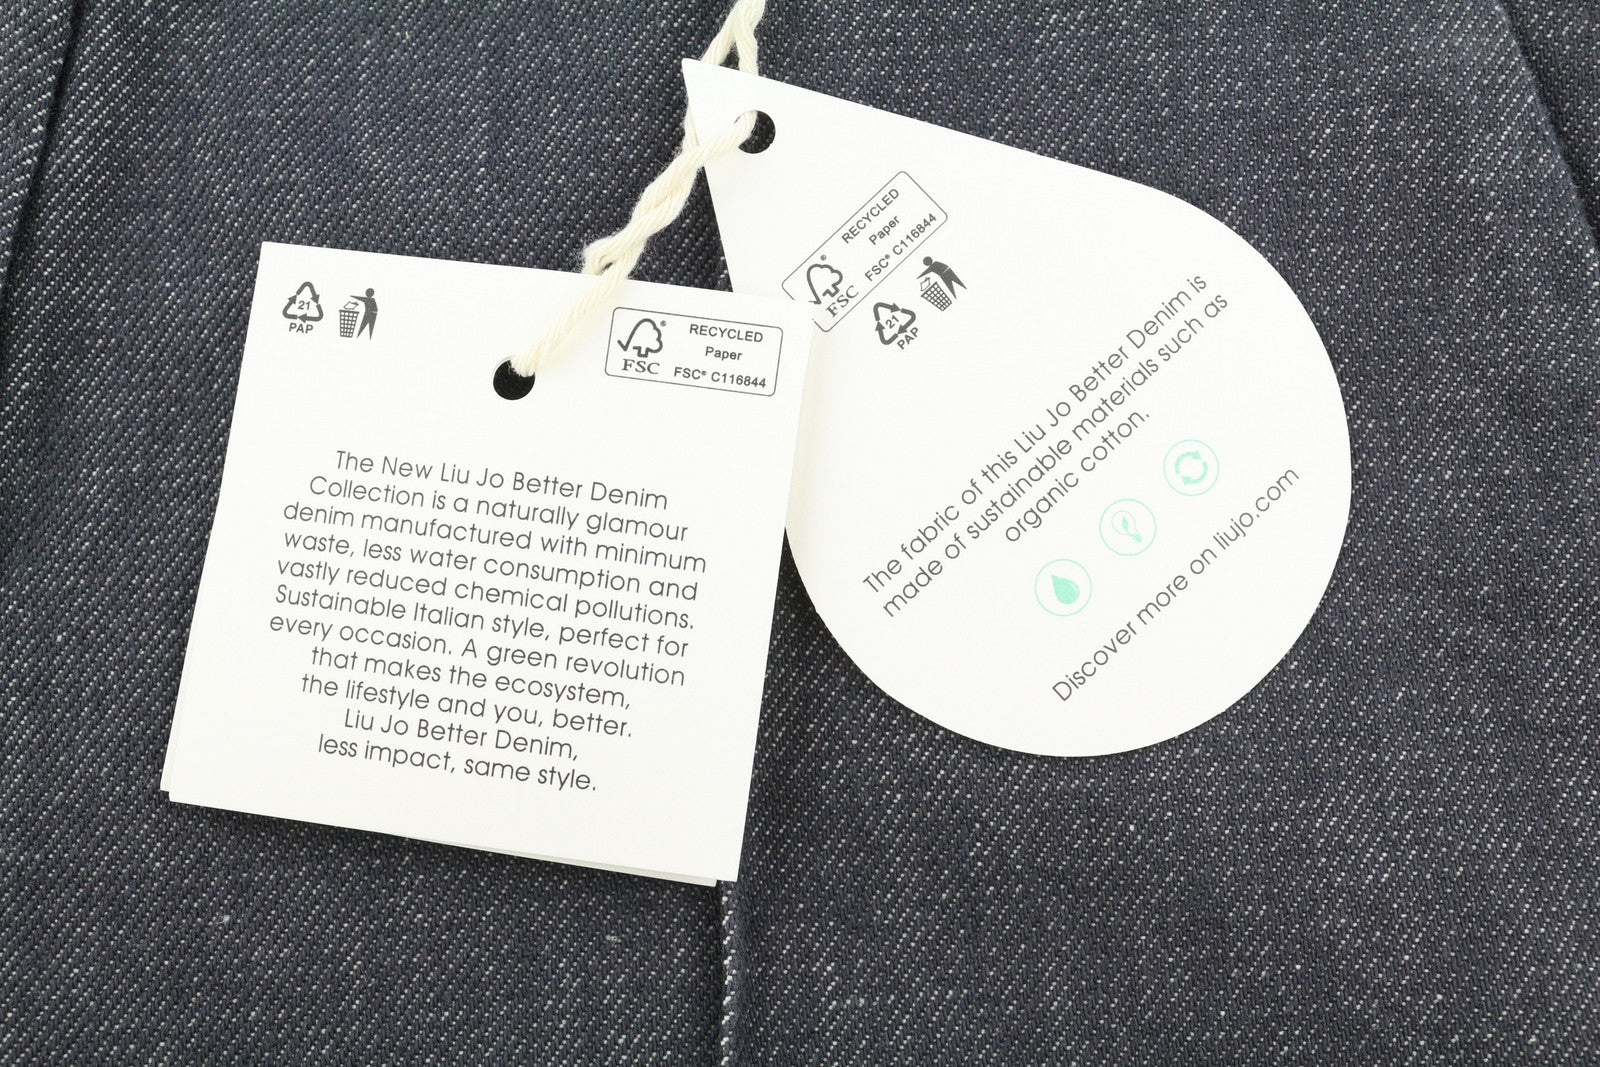 21
PAP
FSC®
RECYCLED
Paper
FSC® C116844
The New Liu Jo Better Denim
Collection is a naturally glamour
denim manufactured with minimum
waste, less water consumption and
vastly reduced chemical pollutions.
Sustainable Italian style, perfect for
every occasion. A green revolution
that makes the ecosystem,
the lifestyle and you, better.
Liu Jo Better Denim,
less impact, same style.
FSC
RECYCLED
Paper
FSC® C116844
21
PAP
The fabric of this Liu Jo Better Denim is
made of sustainable materials such as
organic cotton.
Discover more on liujo.com